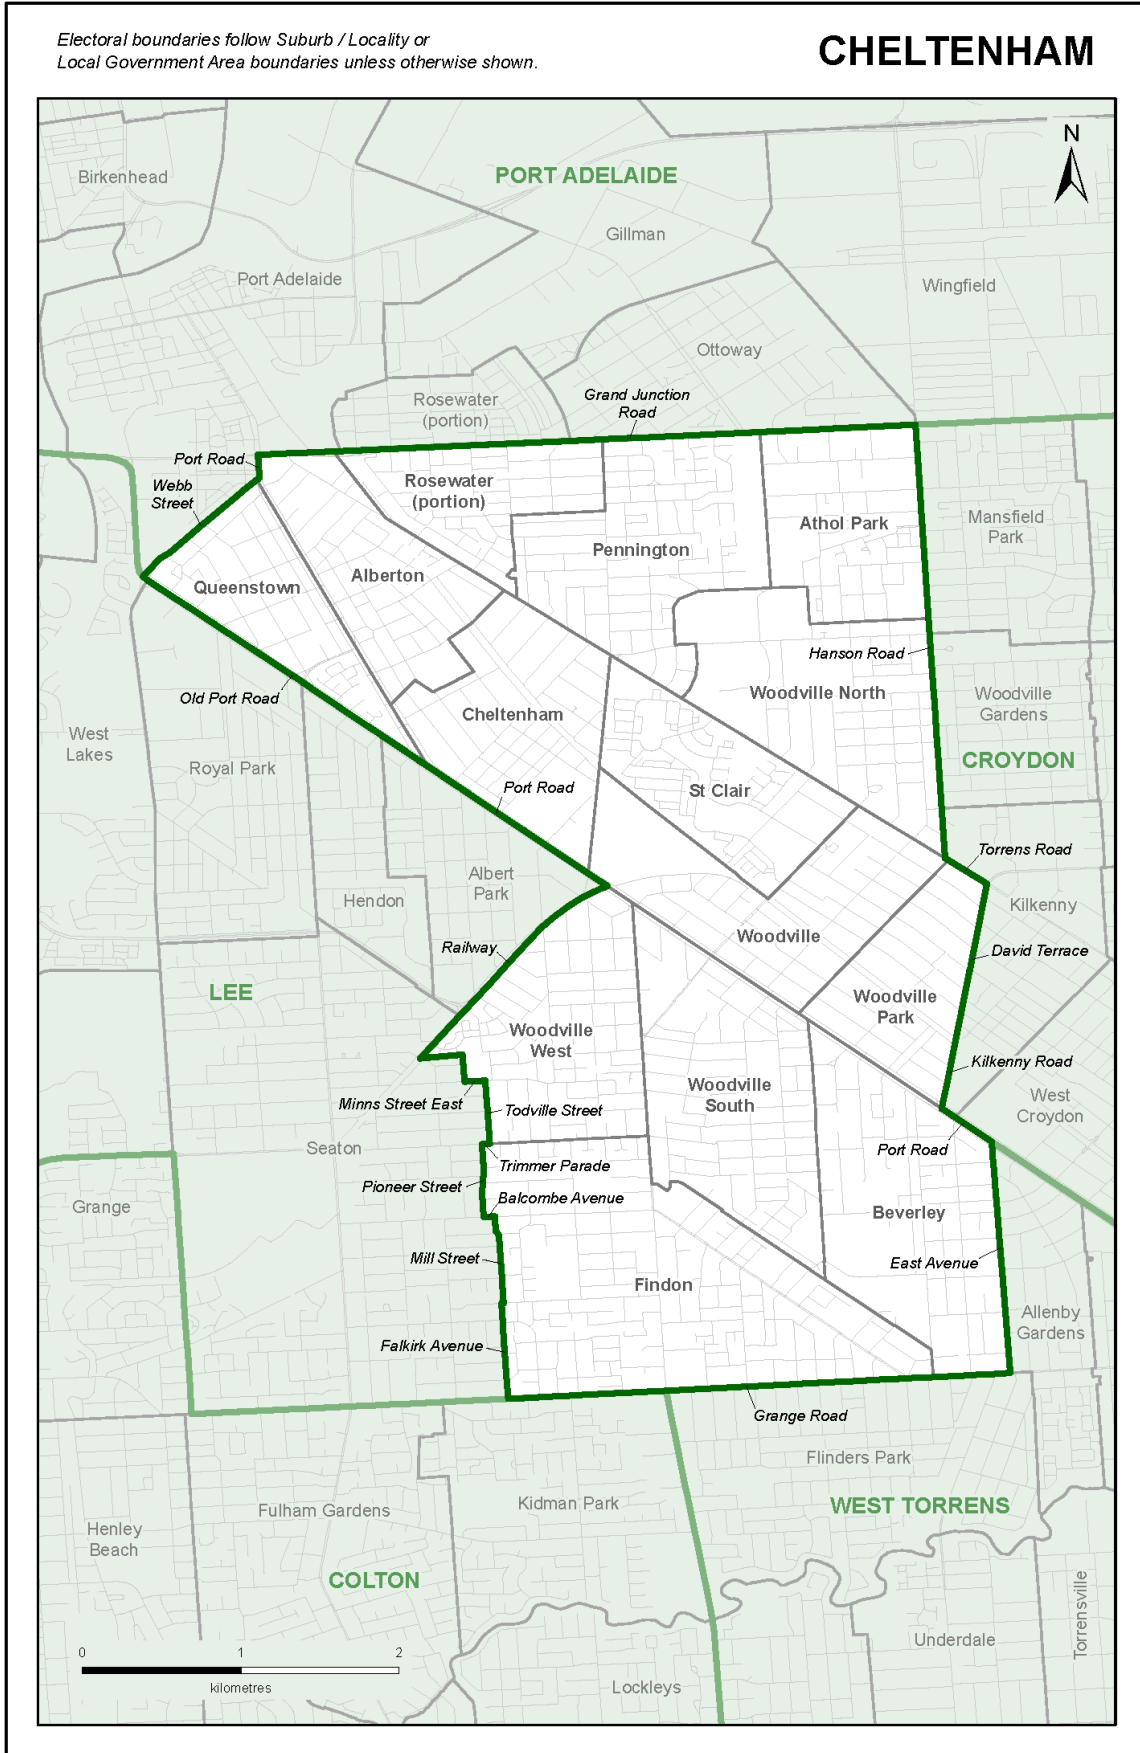 Electoral boundaries follow Suburb / Locality or
Local Government Area boundaries unless otherwise shown.
CHELTENHAM
N
PORT ADELAIDE
Birkenhead
Gillman
Port Adelaide
Wingfield
Ottoway
Rosewater
(portion)
Grand Junction
Road
Port Road
Webb
Street
Rosewater
(portion)
Athol Park
Mansfield
Park
Pennington
Alberton
Queenstown
Hanson Road
Old Port Road
Woodville North
Woodville
Gardens
Cheltenham
West
Lakes
Royal Park
CROYDON
Port Road
St Clair
Torrens Road
Albert
Park
Hendon
Kilkenny
Railway
Woodville
David Terrace
LEE
Woodville
Park
Woodville
West
Kilkenny Road
Woodville
South
West
Croydon
Minns Street East
Todville Street
Seaton
Port Road
Trimmer Parade
Pioneer Street
Balcombe Avenue
Grange
Beverley
Mill Street
East Avenue
Findon
Allenby
Gardens
Falkirk Avenue
Grange Road
Flinders Park
Kidman Park
WEST TORRENS
Fulham Gardens
Henley
Beach
COLTON
Torrensville
Underdale
Lockleys
0 1 2
kilometres